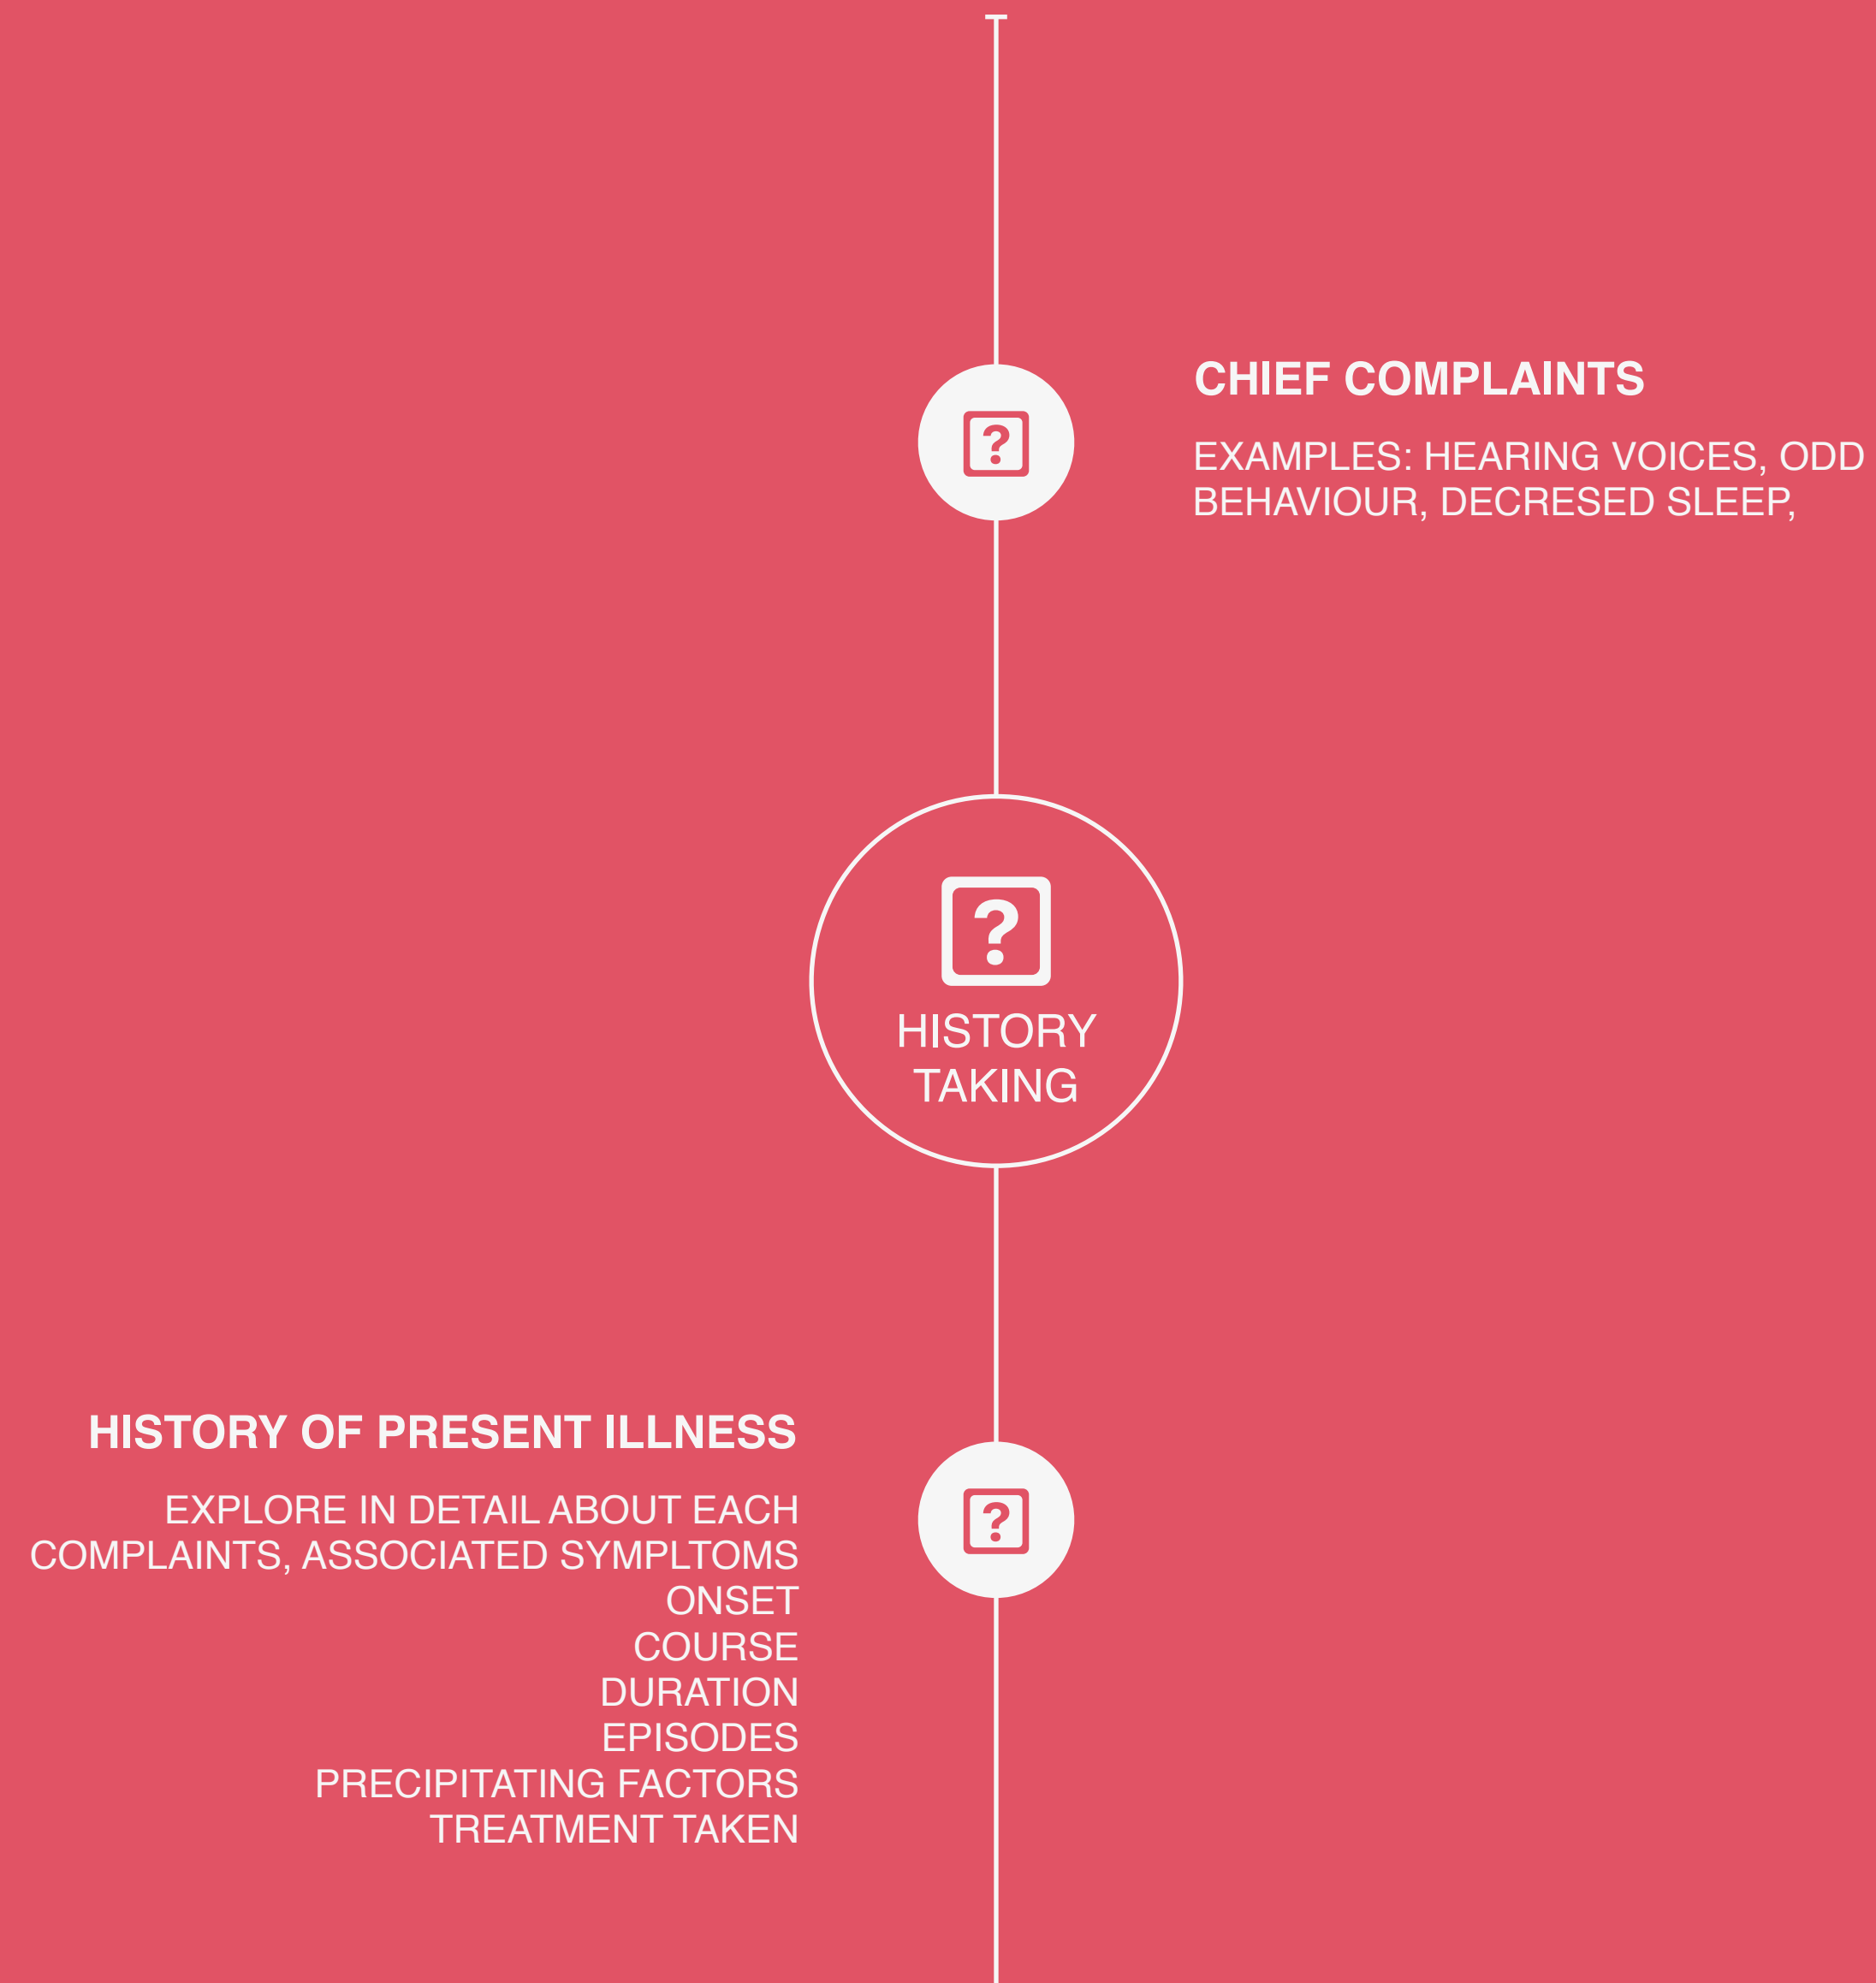 CHIEF COMPLAINTS
EXAMPLES: HEARING VOICES, ODD
BEHAVIOUR, DECRESED SLEEP,
?
HISTORY
TAKING
HISTORY OF PRESENT ILLNESS
EXPLORE IN DETAIL ABOUT EACH
COMPLAINTS, ASSOCIATED SYMPLTOMS
ONSET
COURSE
DURATION
EPISODES
PRECIPITATING FACTORS
TREATMENT TAKEN